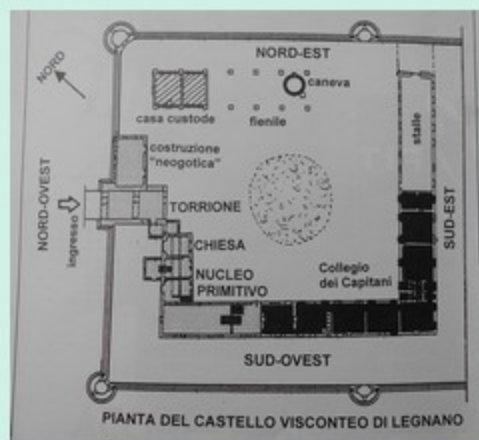 NORD
NORD-EST
caneva
casa custode
fienile
costruzione
"neogotica"
stalle
NORD-OVEST
ingresso
TORRIONE
CHIESA
NUCLEO
PRIMITIVO
Collegio
dei Capitani
SUD-EST
SUD-OVEST
PIANTA DEL CASTELLO VISCONTEO DI LEGNANO